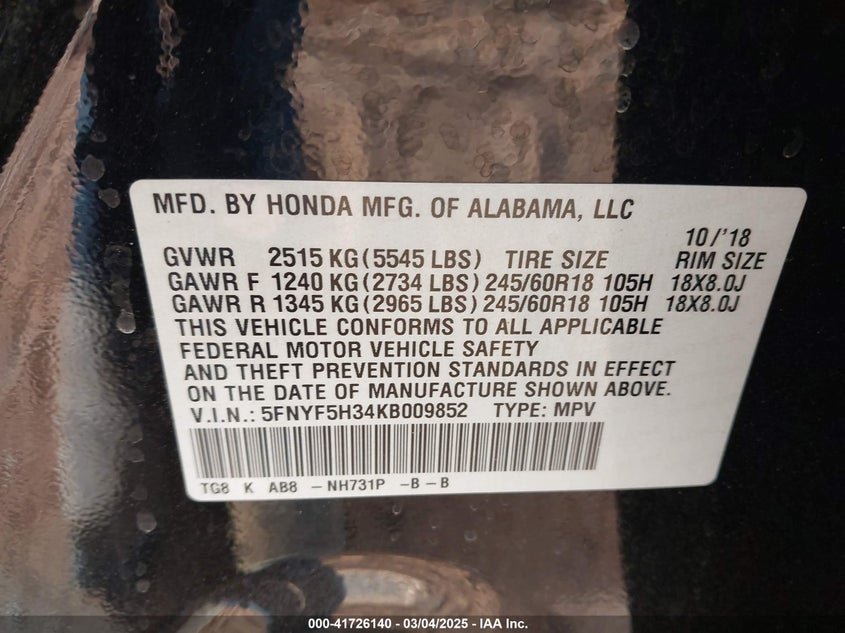 MFD. BY HONDA MFG. OF ALABAMA, LLC
10/'18
GVWR 2515 KG (5545 LBS) TIRE SIZE RIM SIZE
GAWR F 1240 KG (2734 LBS) 245/60R18 105H 18X8.0J
GAWR R 1345 KG (2965 LBS) 245/60R18 105H 18X8.0J
THIS VEHICLE CONFORMS TO ALL APPLICABLE
FEDERAL MOTOR VEHICLE SAFETY
AND THEFT PREVENTION STANDARDS IN EFFECT
ON THE DATE OF MANUFACTURE SHOWN ABOVE.
V.I.N.: 5FNYF5H34KB009852 TYPE: MPV
TG8 K AB8 - NH731P - B - B
000-41726140 - 03/04/2025 - IAA Inc.